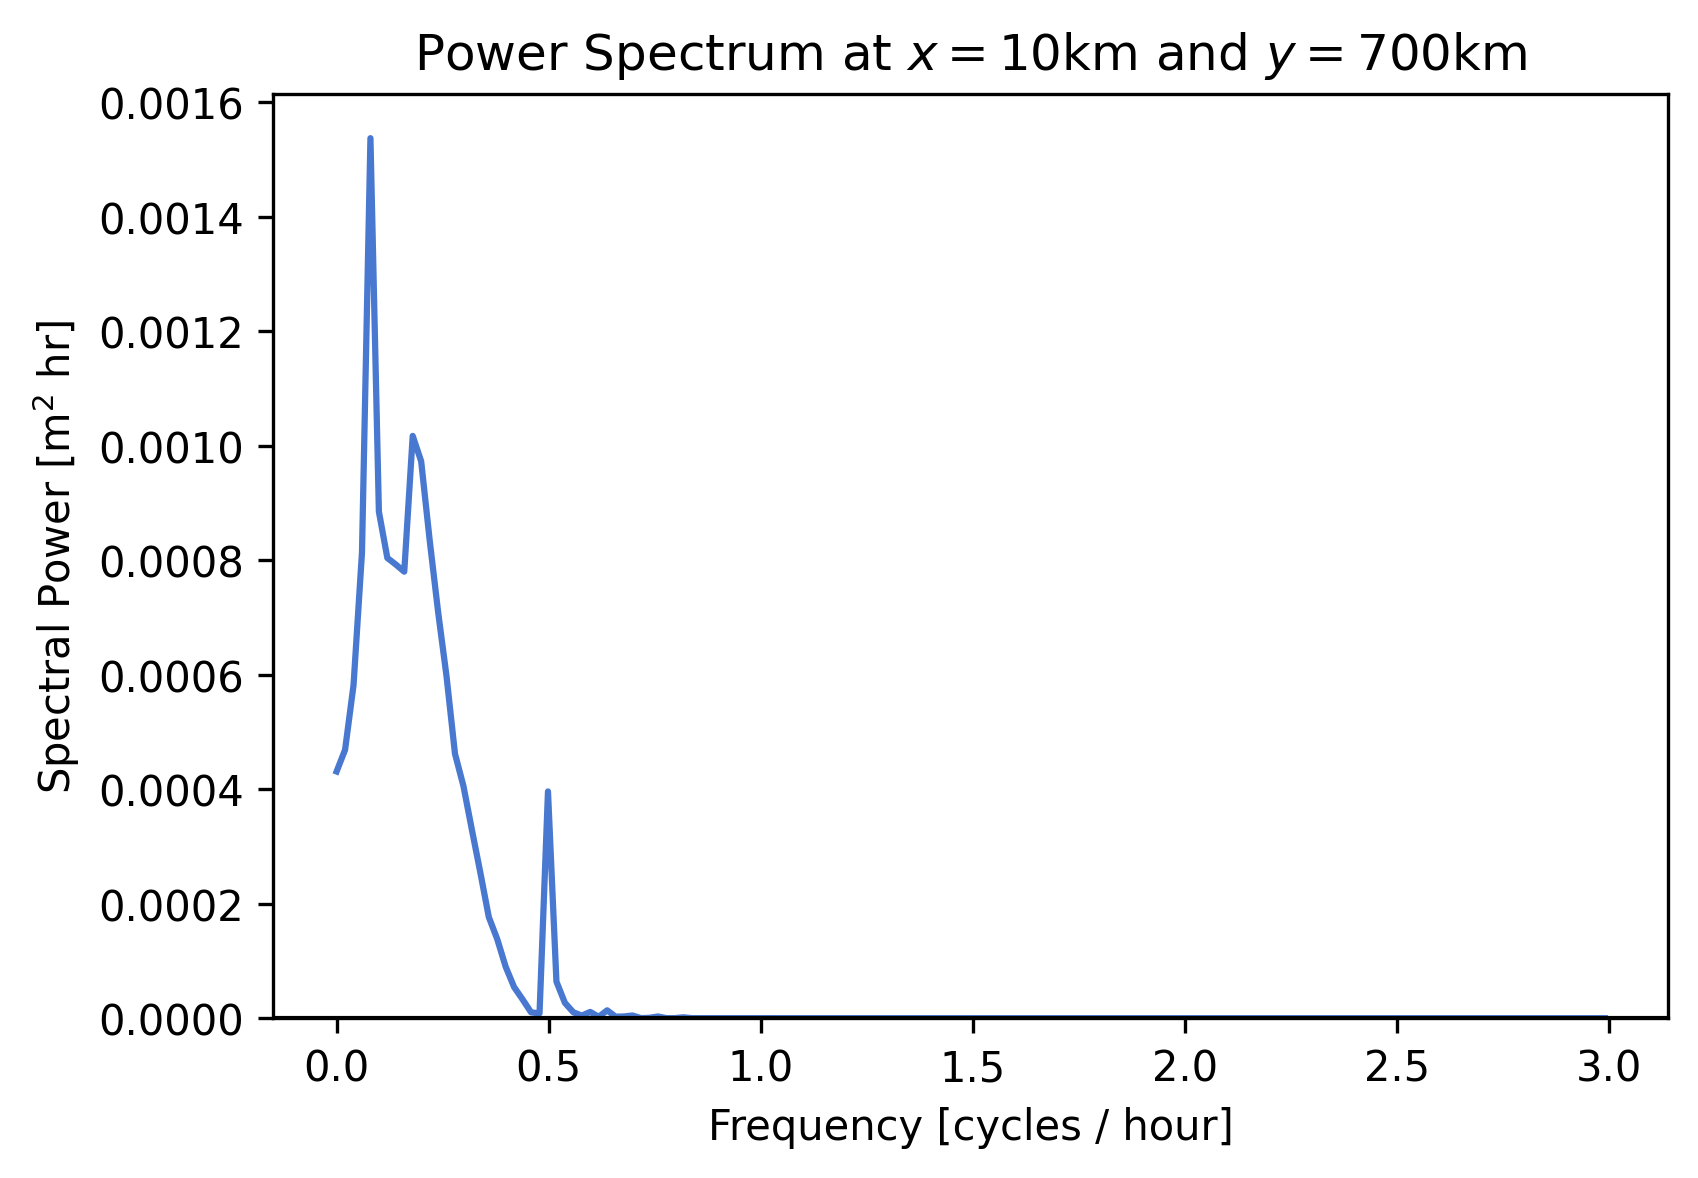 Power Spectrum at x = 10km and y = 700km
0.0016
0.0014
0.0012
0.0010
0.0008
0.0006
0.0004
0.0002
0.0000
Spectral Power [m² hr]
0.0 0.5 1.0 1.5 2.0 2.5 3.0
Frequency [cycles / hour]